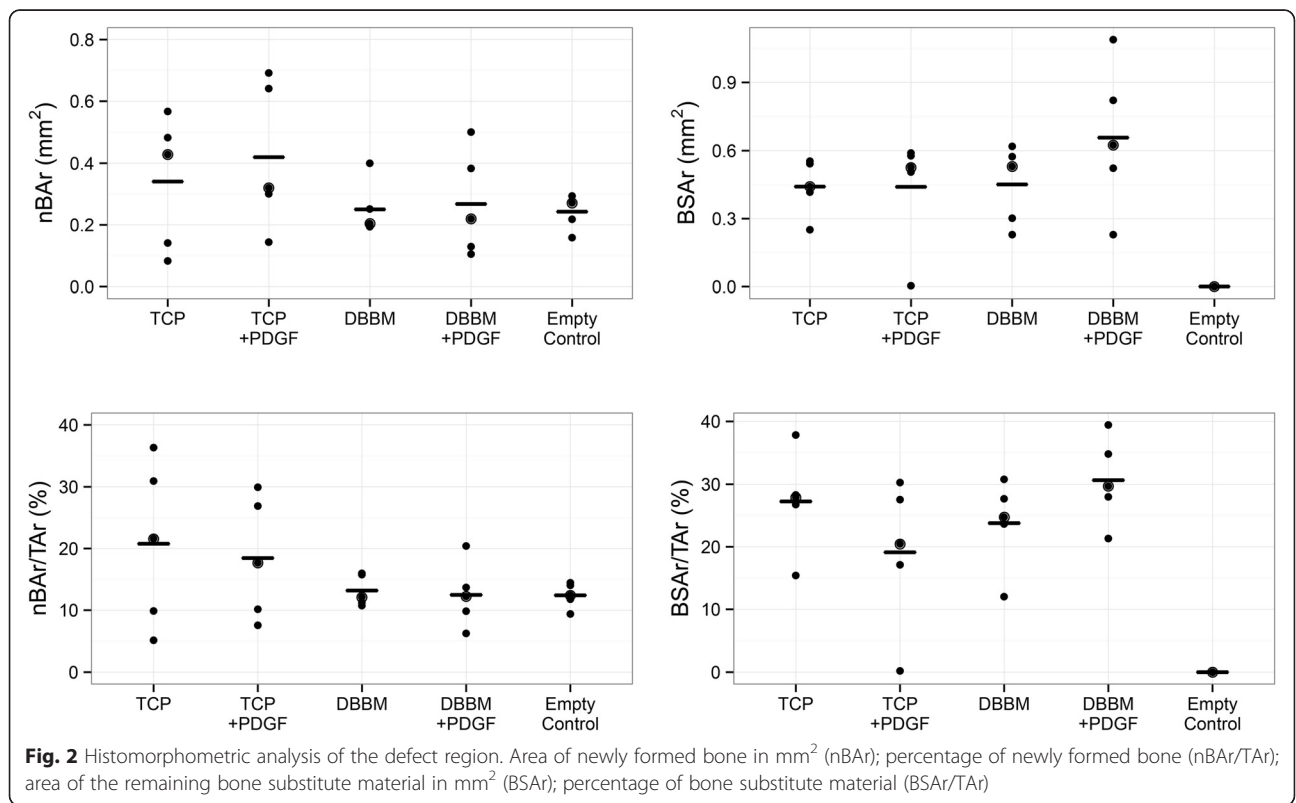 nBAr (mm²)
0.8
0.6
0.4
0.2
0.0
TCP
TCP
+PDGF
DBBM
DBBM
+PDGF
Empty
Control
BSAr (mm²)
0.9
0.6
0.3
0.0
TCP
TCP
+PDGF
DBBM
DBBM
+PDGF
Empty
Control
nBAr/TAr (%)
40
30
20
10
0
TCP
TCP
+PDGF
DBBM
DBBM
+PDGF
Empty
Control
BSAr/TAr (%)
40
30
20
10
0
TCP
TCP
+PDGF
DBBM
DBBM
+PDGF
Empty
Control
Fig. 2 Histomorphometric analysis of the defect region. Area of newly formed bone in mm² (nBAr); percentage of newly formed bone (nBAr/TAr);
area of the remaining bone substitute material in mm² (BSAr); percentage of bone substitute material (BSAr/TAr)